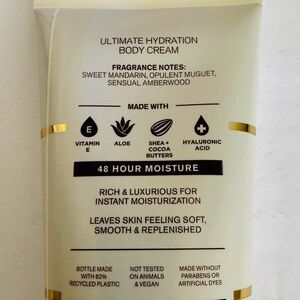 ULTIMATE HYDRATION
BODY CREAM
FRAGRANCE NOTES:
SWEET MANDARIN, OPULENT MUGUET,
SENSUAL AMBERWOOD
MADE WITH
E
VITAMIN
E
ALOE
SHEA+
COCOA
BUTTERS
HYALURONIC
ACID
48 HOUR MOISTURE
RICH & LUXURIOUS FOR
INSTANT MOISTURIZATION
LEAVES SKIN FEELING SOFT,
SMOOTH & REPLENISHED
BOTTLE MADE
WITH 82%
RECYCLED PLASTIC
NOT TESTED
ON ANIMALS
& VEGAN
MADE WITHOUT
PARABENS OR
ARTIFICIAL DYES